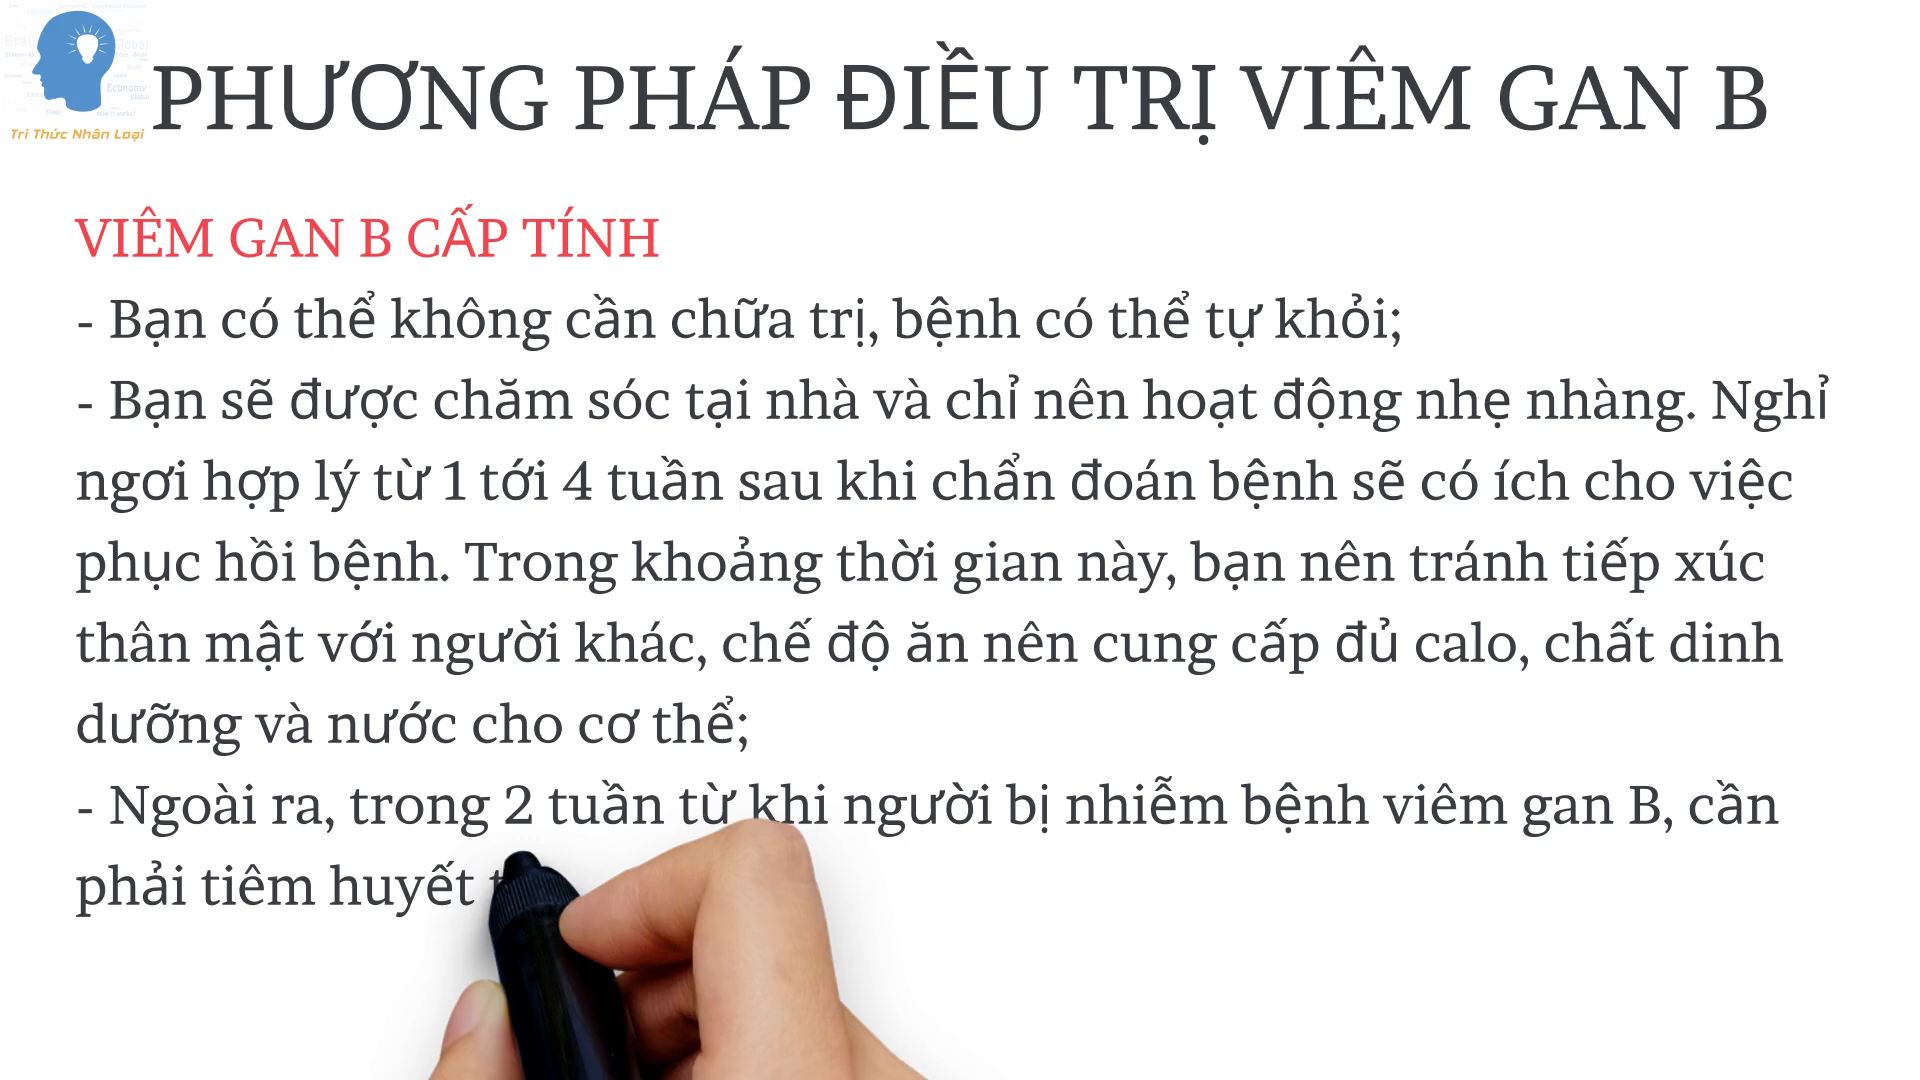 PHƯƠNG PHÁP ĐIỀU TRỊ VIÊM GAN B
Tri Thức Nhân Loại
VIÊM GAN B CẤP TÍNH
- Bạn có thể không cần chữa trị, bệnh có thể tự khỏi;
- Bạn sẽ được chăm sóc tại nhà và chỉ nên hoạt động nhẹ nhàng. Nghỉ
ngơi hợp lý từ 1 tới 4 tuần sau khi chẩn đoán bệnh sẽ có ích cho việc
phục hồi bệnh. Trong khoảng thời gian này, bạn nên tránh tiếp xúc
thân mật với người khác, chế độ ăn nên cung cấp đủ calo, chất dinh
dưỡng và nước cho cơ thể;
- Ngoài ra, trong 2 tuần từ khi người bị nhiễm bệnh viêm gan B, cần
phải tiêm huyết